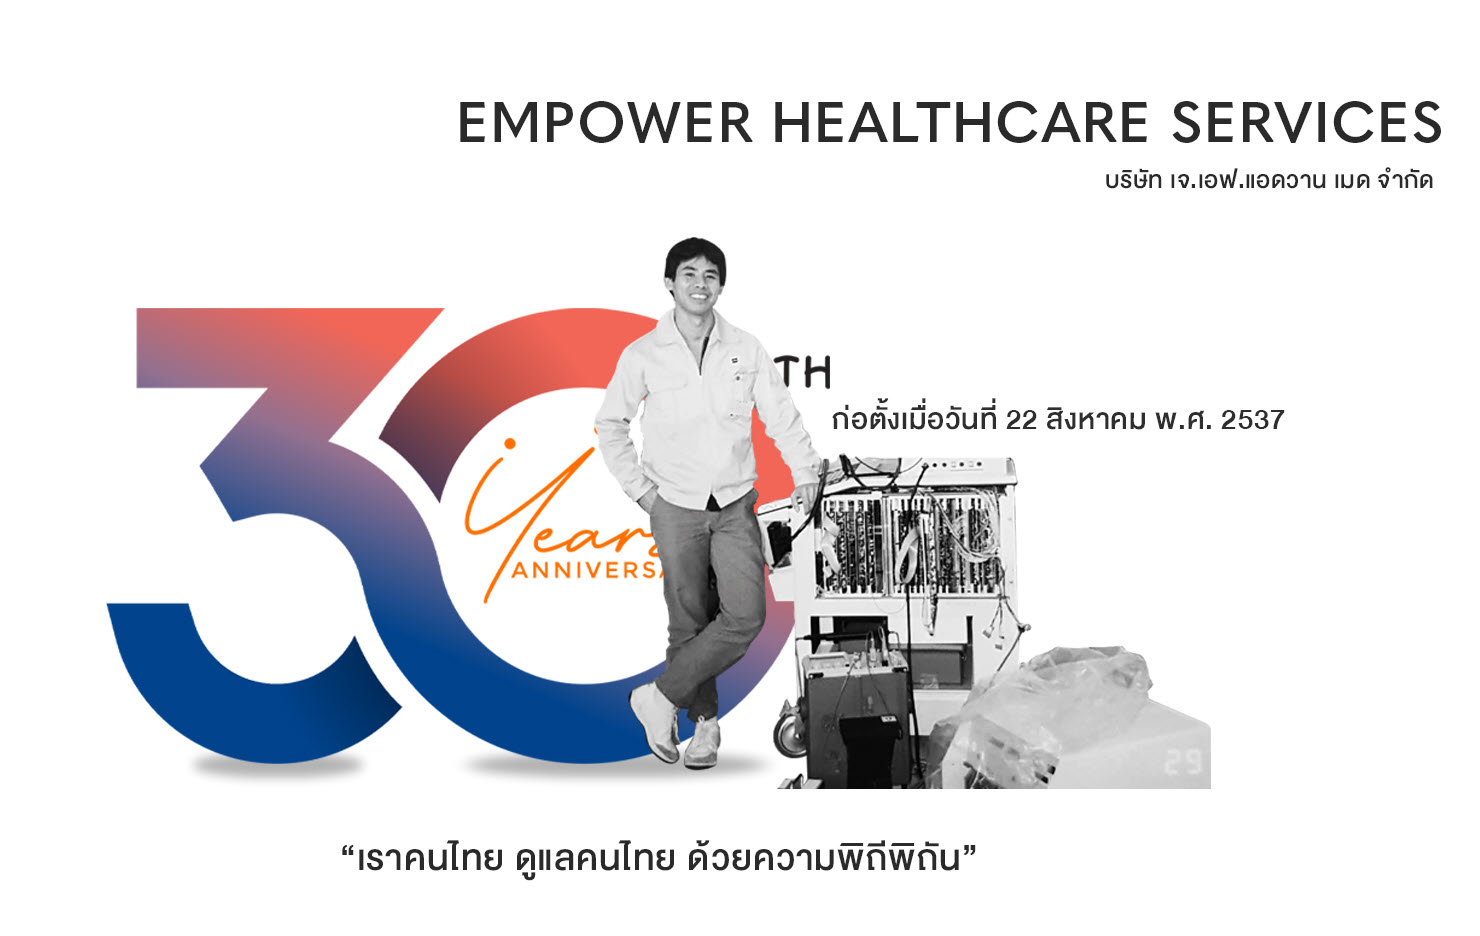 EMPOWER HEALTHCARE SERVICES
บริษัท เจ.เอฟ.แอดวาน เมด จำกัด
30TH
ก่อตั้งเมื่อวันที่ 22 สิงหาคม พ.ศ. 2537
Years
ANNIVERSA
29
“เราคนไทย ดูแลคนไทย ด้วยความพิถีพิถัน”